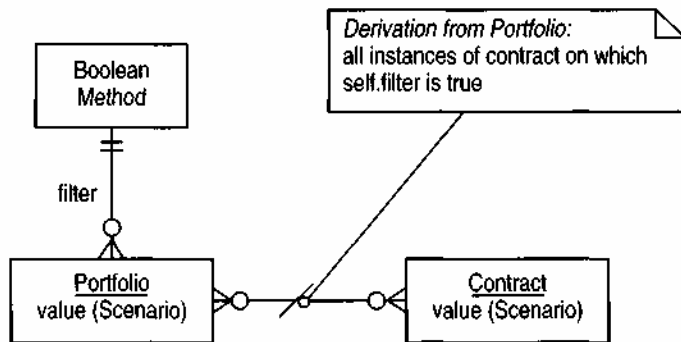 Derivation from Portfolio:
all instances of contract on which
self.filter is true
Boolean
Method
filter
Portfolio
value (Scenario)
Contract
value (Scenario)